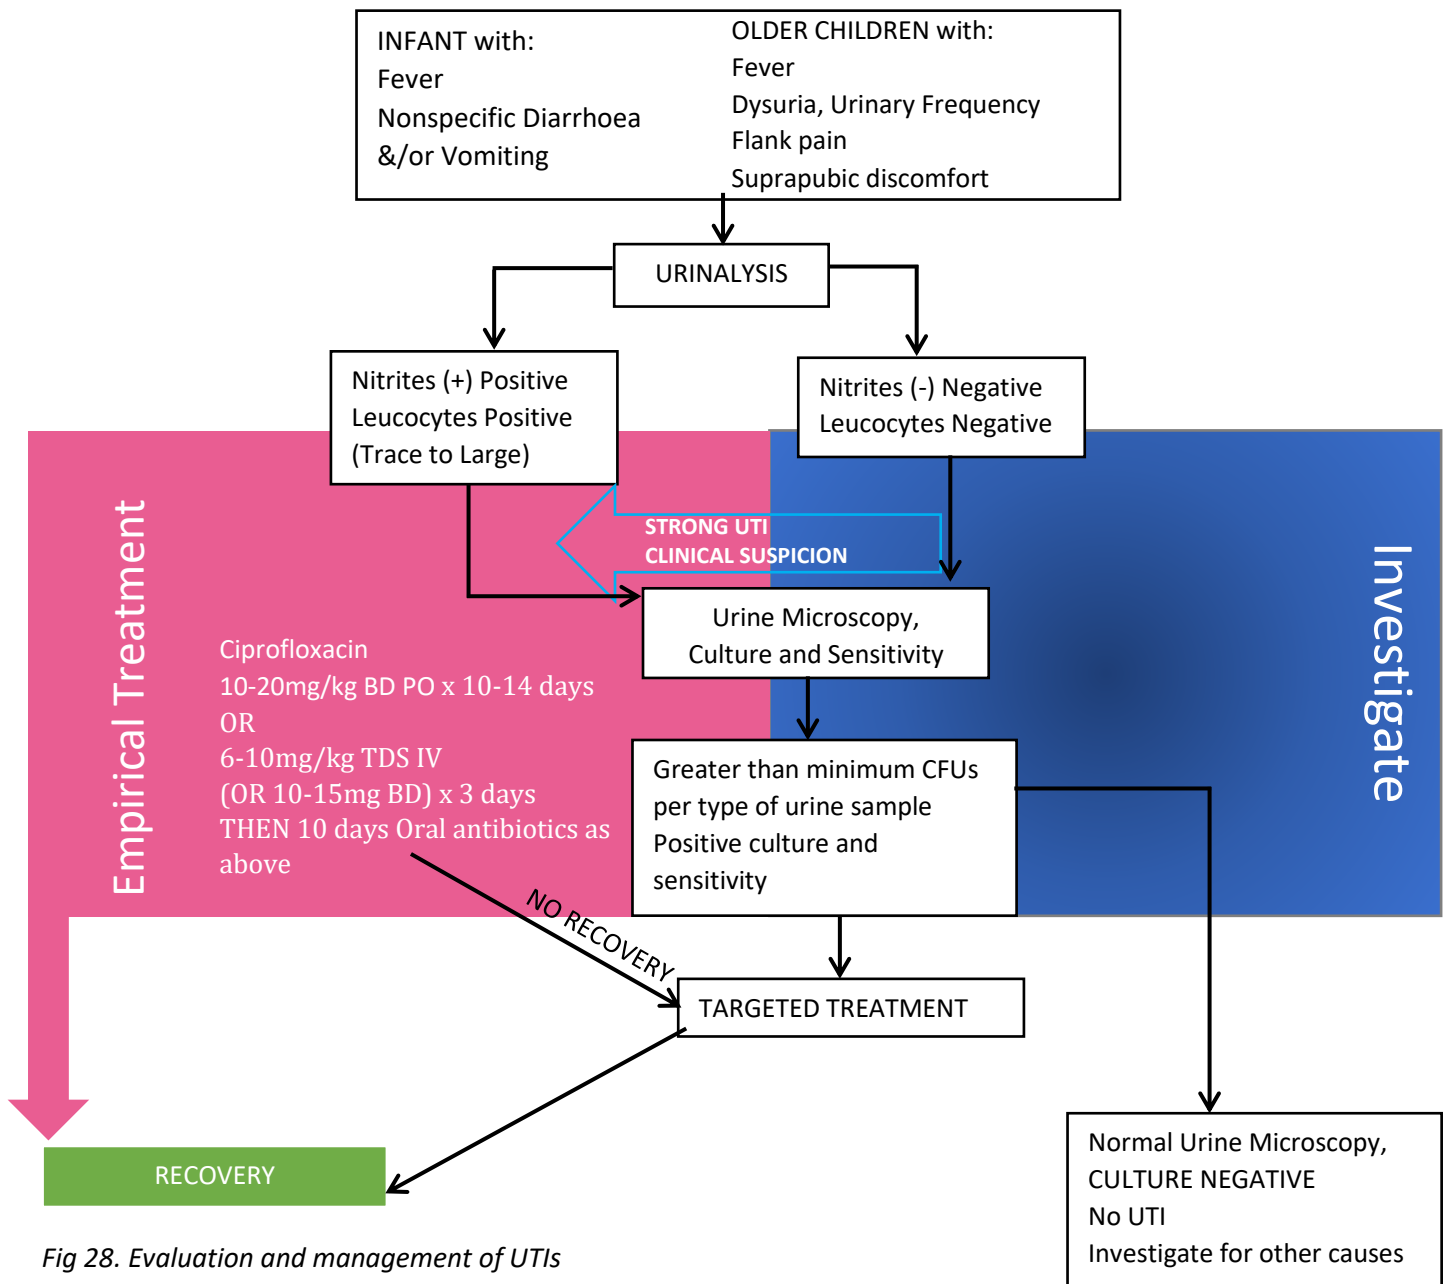 INFANT with:
Fever
Nonspecific Diarrhoea
&/or Vomiting
OLDER CHILDREN with:
Fever
Dysuria, Urinary Frequency
Flank pain
Suprapubic discomfort
URINALYSIS
Nitrites (+) Positive
Leucocytes Positive
(Trace to Large)
Nitrites (-) Negative
Leucocytes Negative
STRONG UTI
CLINICAL SUSPICION
Empirical Treatment
Investigate
Urine Microscopy,
Culture and Sensitivity
Ciprofloxacin
10-20mg/kg BD PO x 10-14 days
OR
6-10mg/kg TDS IV
(OR 10-15mg BD) x 3 days
THEN 10 days Oral antibiotics as
above
Greater than minimum CFUs
per type of urine sample
Positive culture and
sensitivity
NO RECOVERY
TARGETED TREATMENT
RECOVERY
Normal Urine Microscopy,
CULTURE NEGATIVE
No UTI
Investigate for other causes
Fig 28. Evaluation and management of UTIs